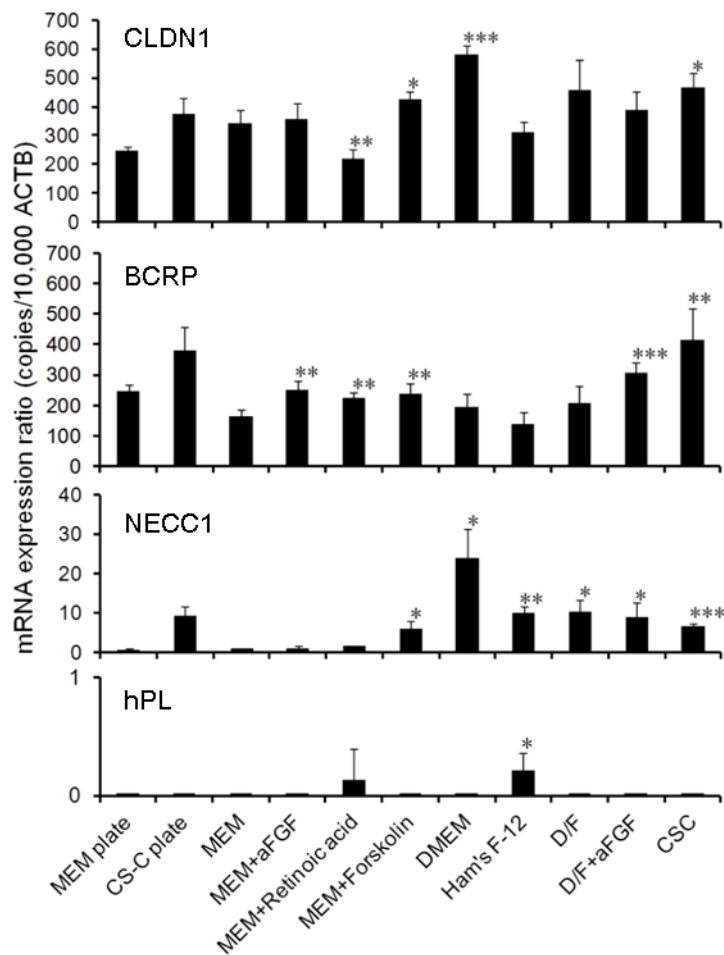 mRNA expression ratio (copies/10,000 ACTB)
CLDN1
700
600
500
400
300
200
100
0
** * *** *
BCRP
700
600
500
400
300
200
100
0
** ** ** *** **
NECC1
40
30
20
10
0
* * ** * * ***
hPL
1
0
*
MEM plate
CS-C plate
MEM
MEM+aFGF
MEM+Retinoic acid
MEM+Forskolin
DMEM
Ham's F-12
D/F
D/F+aFGF
CSC